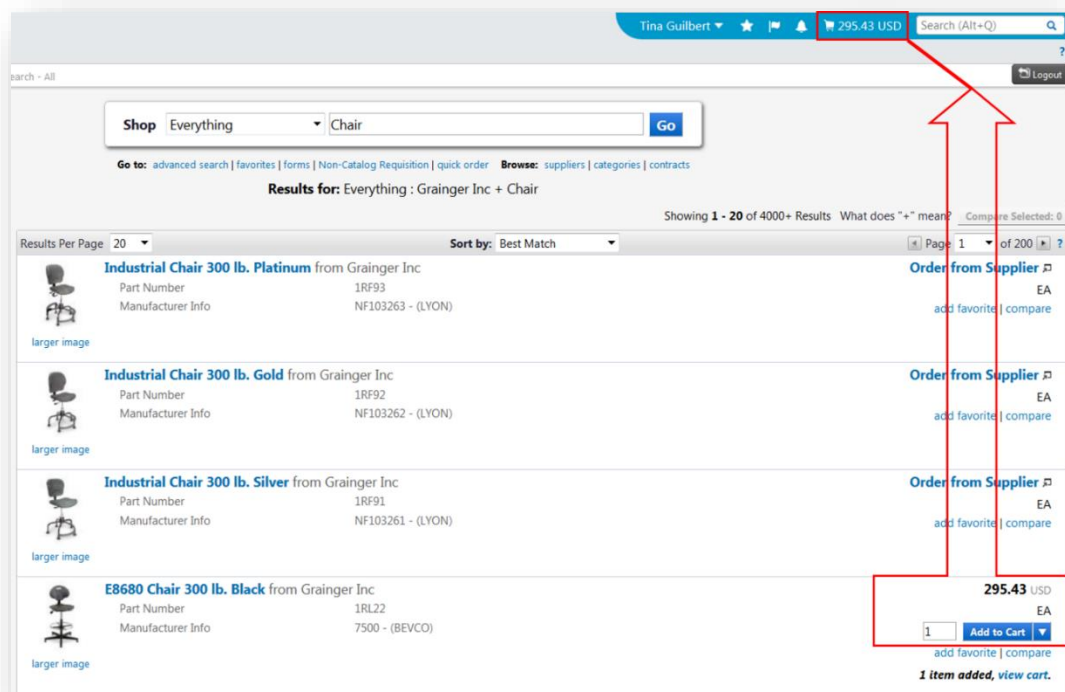 Tina Guilbert 295.43 USD Search (Alt+Q)
?
earch - All Logout
Shop Everything Chair Go
Go to: advanced search | favorites | forms | Non-Catalog Requisition | quick order Browse: suppliers | categories | contracts
Results for: Everything : Grainger Inc + Chair
Showing 1 - 20 of 4000+ Results What does "+" mean? Compare Selected: 0
Results Per Page 20 Sort by: Best Match Page 1 of 200 ?
Industrial Chair 300 lb. Platinum from Grainger Inc Order from Supplier
Part Number 1RF93 EA
Manufacturer Info NF103263 - (LYON) add favorite | compare
larger image
Industrial Chair 300 lb. Gold from Grainger Inc Order from Supplier
Part Number 1RF92 EA
Manufacturer Info NF103262 - (LYON) add favorite | compare
larger image
Industrial Chair 300 lb. Silver from Grainger Inc Order from Supplier
Part Number 1RF91 EA
Manufacturer Info NF103261 - (LYON) add favorite | compare
larger image
E8680 Chair 300 lb. Black from Grainger Inc 295.43 USD
Part Number 1RL22 EA
Manufacturer Info 7500 - (BEVCO) 1 Add to Cart
add favorite | compare
larger image
1 item added, view cart.